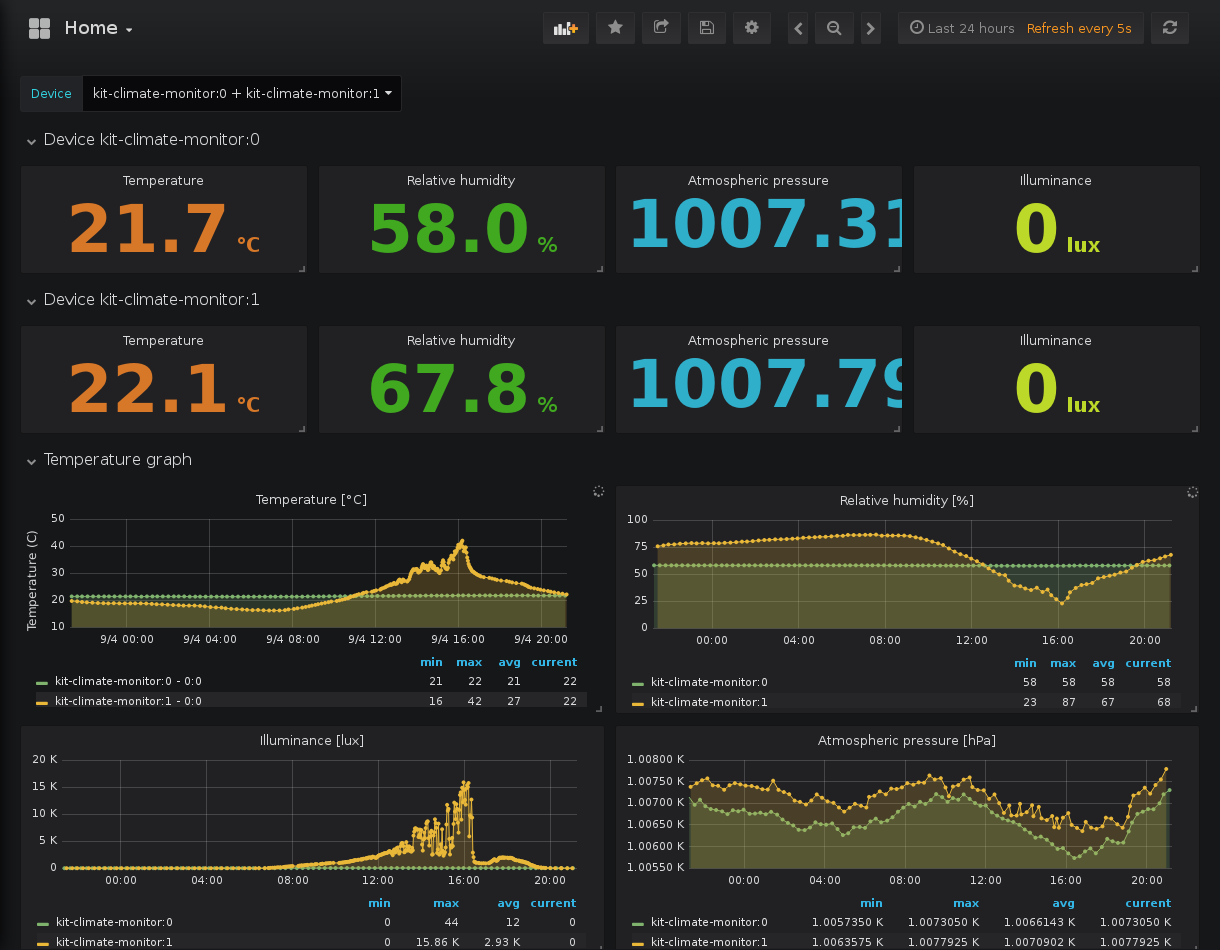 Home
Last 24 hours Refresh every 5s
Device kit-climate-monitor:0 + kit-climate-monitor:1
Device kit-climate-monitor:0
Temperature Relative humidity Atmospheric pressure Illuminance
21.7 °C 58.0 % 1007.31 0 lux
Device kit-climate-monitor:1
Temperature Relative humidity Atmospheric pressure Illuminance
22.1 °C 67.8 % 1007.79 0 lux
Temperature graph
Temperature [°C]
Temperature (C)
50
40
30
20
10
9/4 00:00 9/4 04:00 9/4 08:00 9/4 12:00 9/4 16:00 9/4 20:00
min max avg current
kit-climate-monitor:0 - 0:0 21 22 21 22
kit-climate-monitor:1 - 0:0 16 42 27 22
Relative humidity [%]
100
75
50
25
0
00:00 04:00 08:00 12:00 16:00 20:00
min max avg current
kit-climate-monitor:0 58 58 58 58
kit-climate-monitor:1 23 87 67 68
Illuminance [lux]
20 K
15 K
10 K
5 K
0
00:00 04:00 08:00 12:00 16:00 20:00
min max avg current
kit-climate-monitor:0 0 44 12 0
kit-climate-monitor:1 0 15.86 K 2.93 K 0
Atmospheric pressure [hPa]
1.00800 K
1.00750 K
1.00700 K
1.00650 K
1.00600 K
1.00550 K
00:00 04:00 08:00 12:00 16:00 20:00
min max avg current
kit-climate-monitor:0 1.0057350 K 1.0073050 K 1.0066143 K 1.0073050 K
kit-climate-monitor:1 1.0063575 K 1.0077925 K 1.0070902 K 1.0077925 K